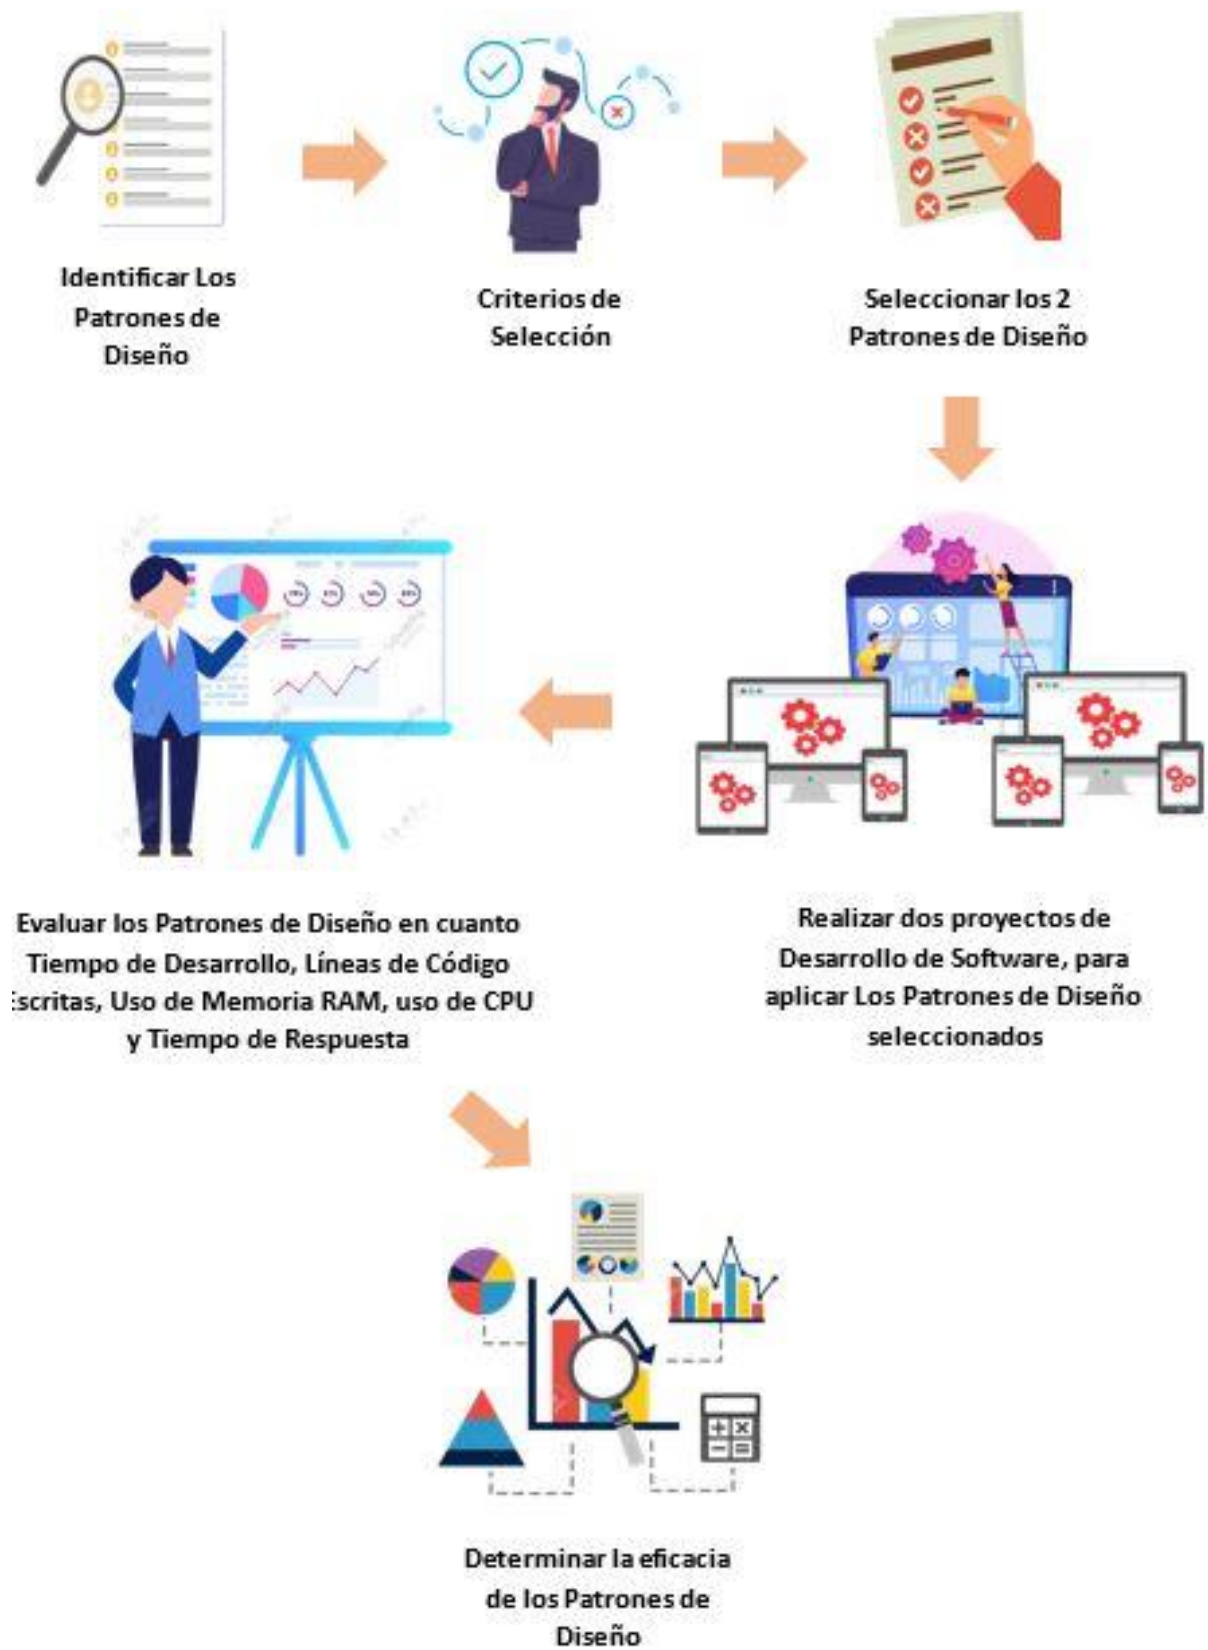 Identificar Los
Patrones de
Diseño
Criterios de
Selección
Seleccionar los 2
Patrones de Diseño
Realizar dos proyectos de
Desarrollo de Software, para
aplicar Los Patrones de Diseño
seleccionados
Evaluar los Patrones de Diseño en cuanto
Tiempo de Desarrollo, Líneas de Código
Escritas, Uso de Memoria RAM, uso de CPU
y Tiempo de Respuesta
Determinar la eficacia
de los Patrones de
Diseño